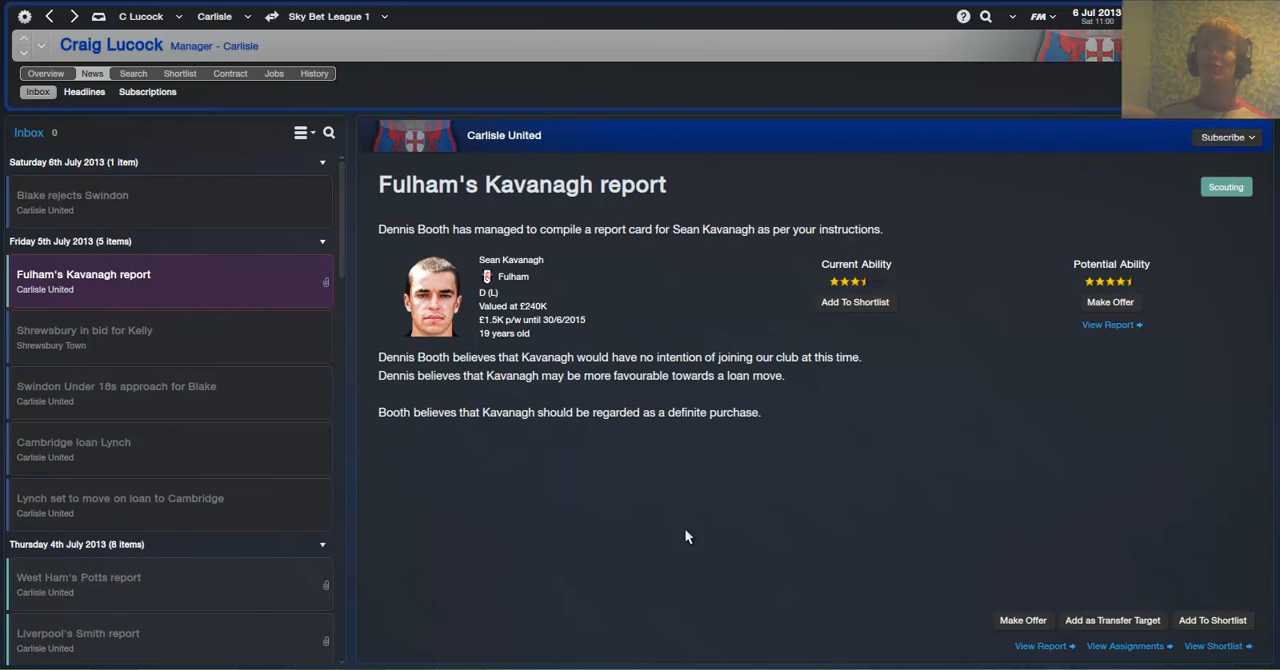 C Lucock
Carlisle
Sky Bet League 1
FM
6 Jul 2013
Sat 11:00
Craig Lucock Manager - Carlisle
Overview News Search Shortlist Contract Jobs History
Inbox Headlines Subscriptions
Inbox 0
Saturday 6th July 2013 (1 item)
Blake rejects Swindon
Carlisle United
Friday 5th July 2013 (5 items)
Fulham's Kavanagh report
Carlisle United
Shrewsbury in bid for Kelly
Shrewsbury Town
Swindon Under 18s approach for Blake
Carlisle United
Cambridge loan Lynch
Carlisle United
Lynch set to move on loan to Cambridge
Carlisle United
Thursday 4th July 2013 (8 items)
West Ham's Potts report
Carlisle United
Liverpool's Smith report
Carlisle United
Carlisle United
Subscribe
Fulham's Kavanagh report
Scouting
Dennis Booth has managed to compile a report card for Sean Kavanagh as per your instructions.
Sean Kavanagh
Fulham
D (L)
Valued at £240K
£1.5K p/w until 30/6/2015
19 years old
Current Ability
Add To Shortlist
Potential Ability
Make Offer
View Report
Dennis Booth believes that Kavanagh would have no intention of joining our club at this time.
Dennis believes that Kavanagh may be more favourable towards a loan move.
Booth believes that Kavanagh should be regarded as a definite purchase.
Make Offer Add as Transfer Target Add To Shortlist
View Report View Assignments View Shortlist